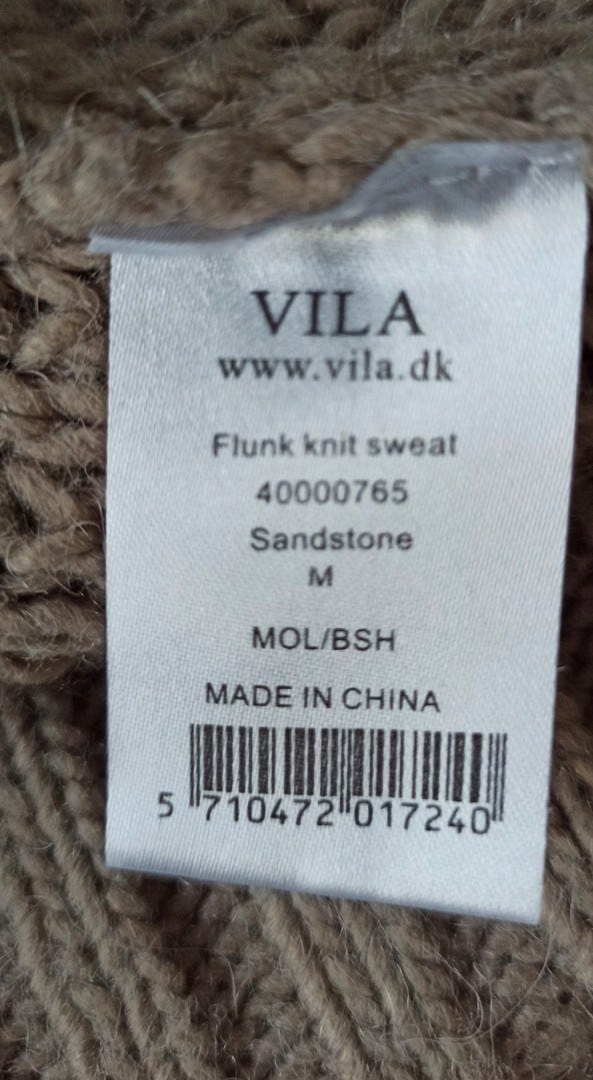 VILA
www.vila.dk
Flunk knit sweat
40000765
Sandstone
M
MOL/BSH
MADE IN CHINA
5 710472 017240